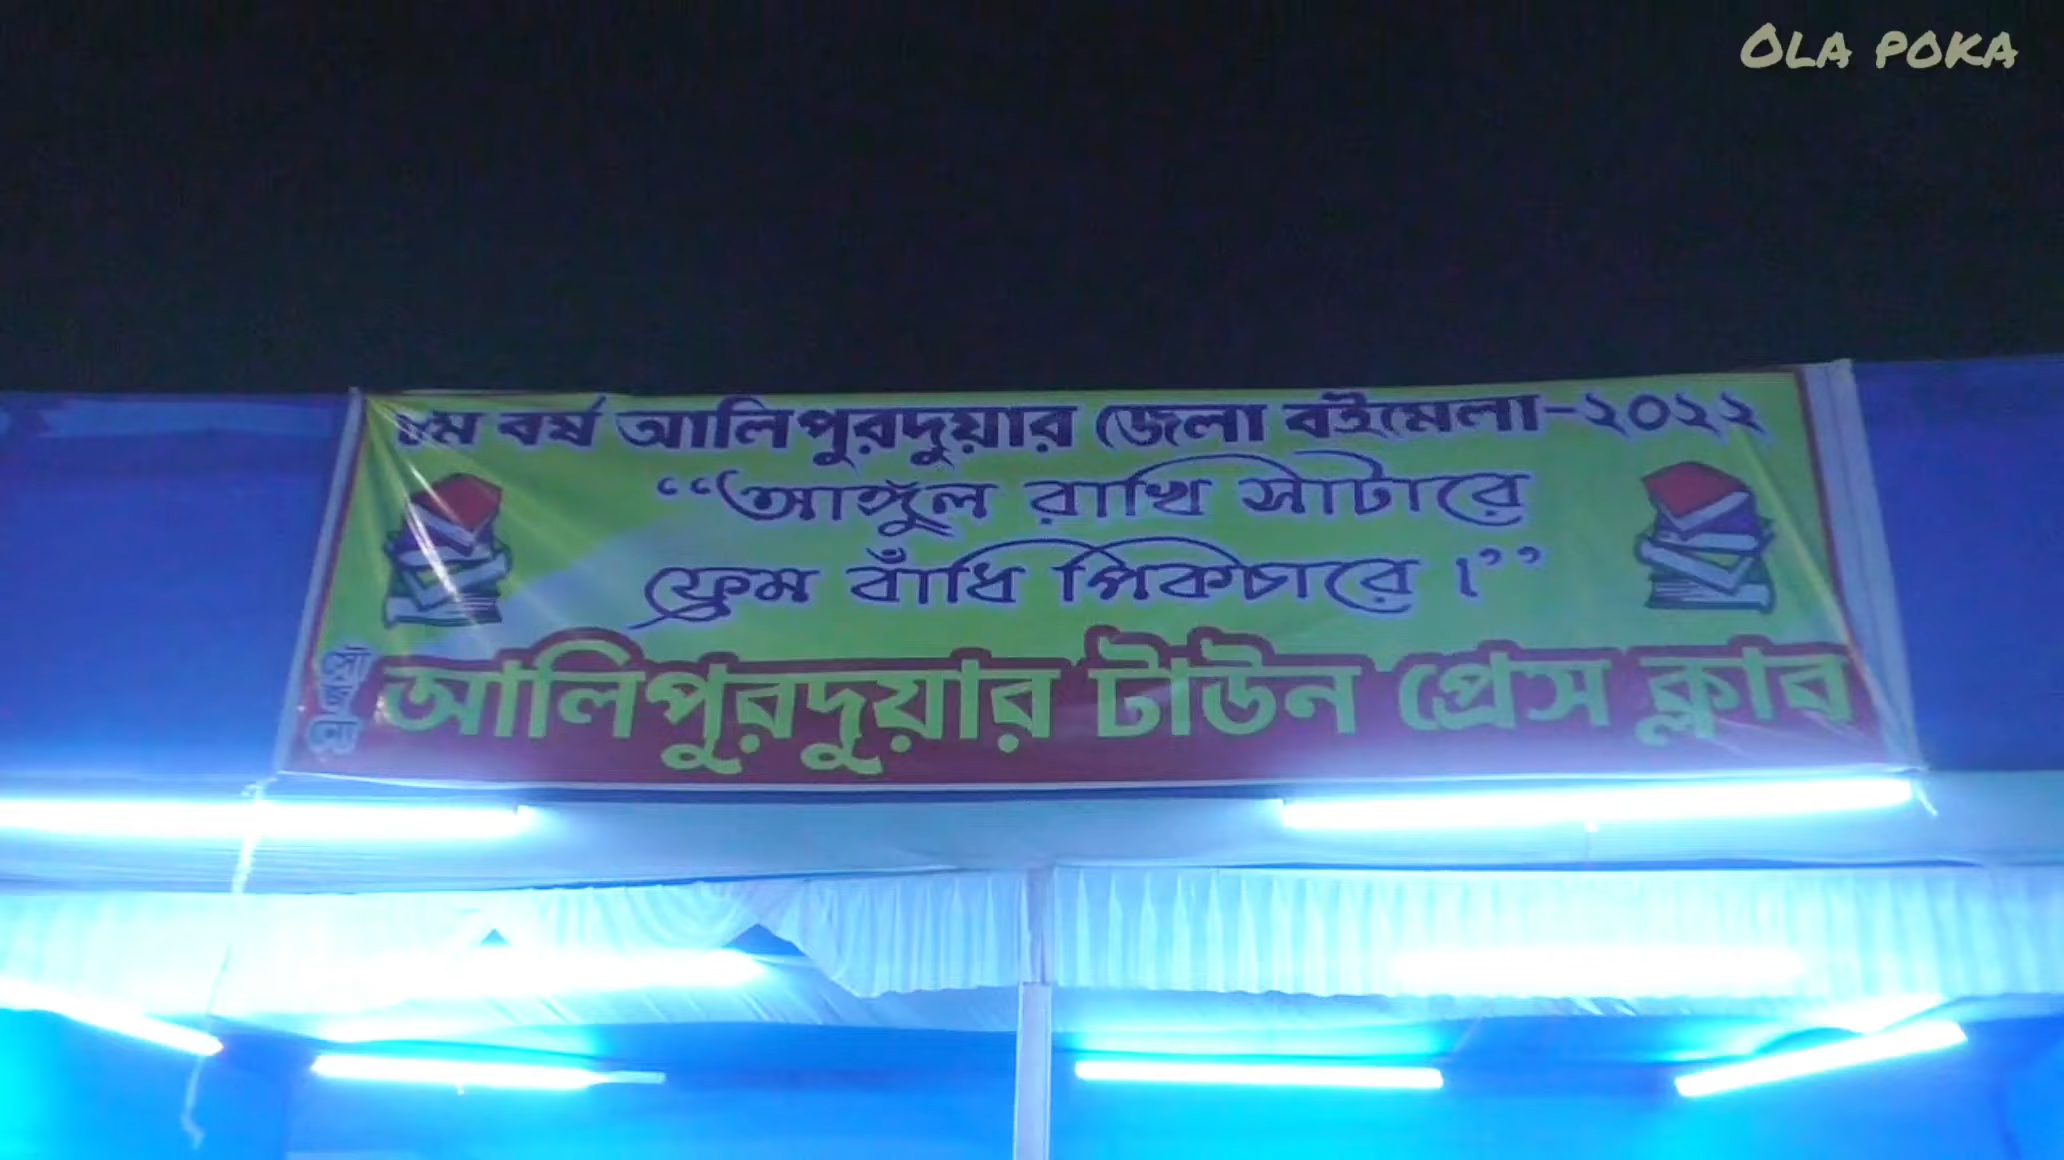 OLA POKA
বর্ষ আলিপুরদুয়ার জেলা বইমেলা-২০২২
“আঙ্গুল রাখি সাটারে
ফ্রেম বাঁধি পিকচারে।”
আলিপুরদুয়ার টাউন প্রেস ক্লাব